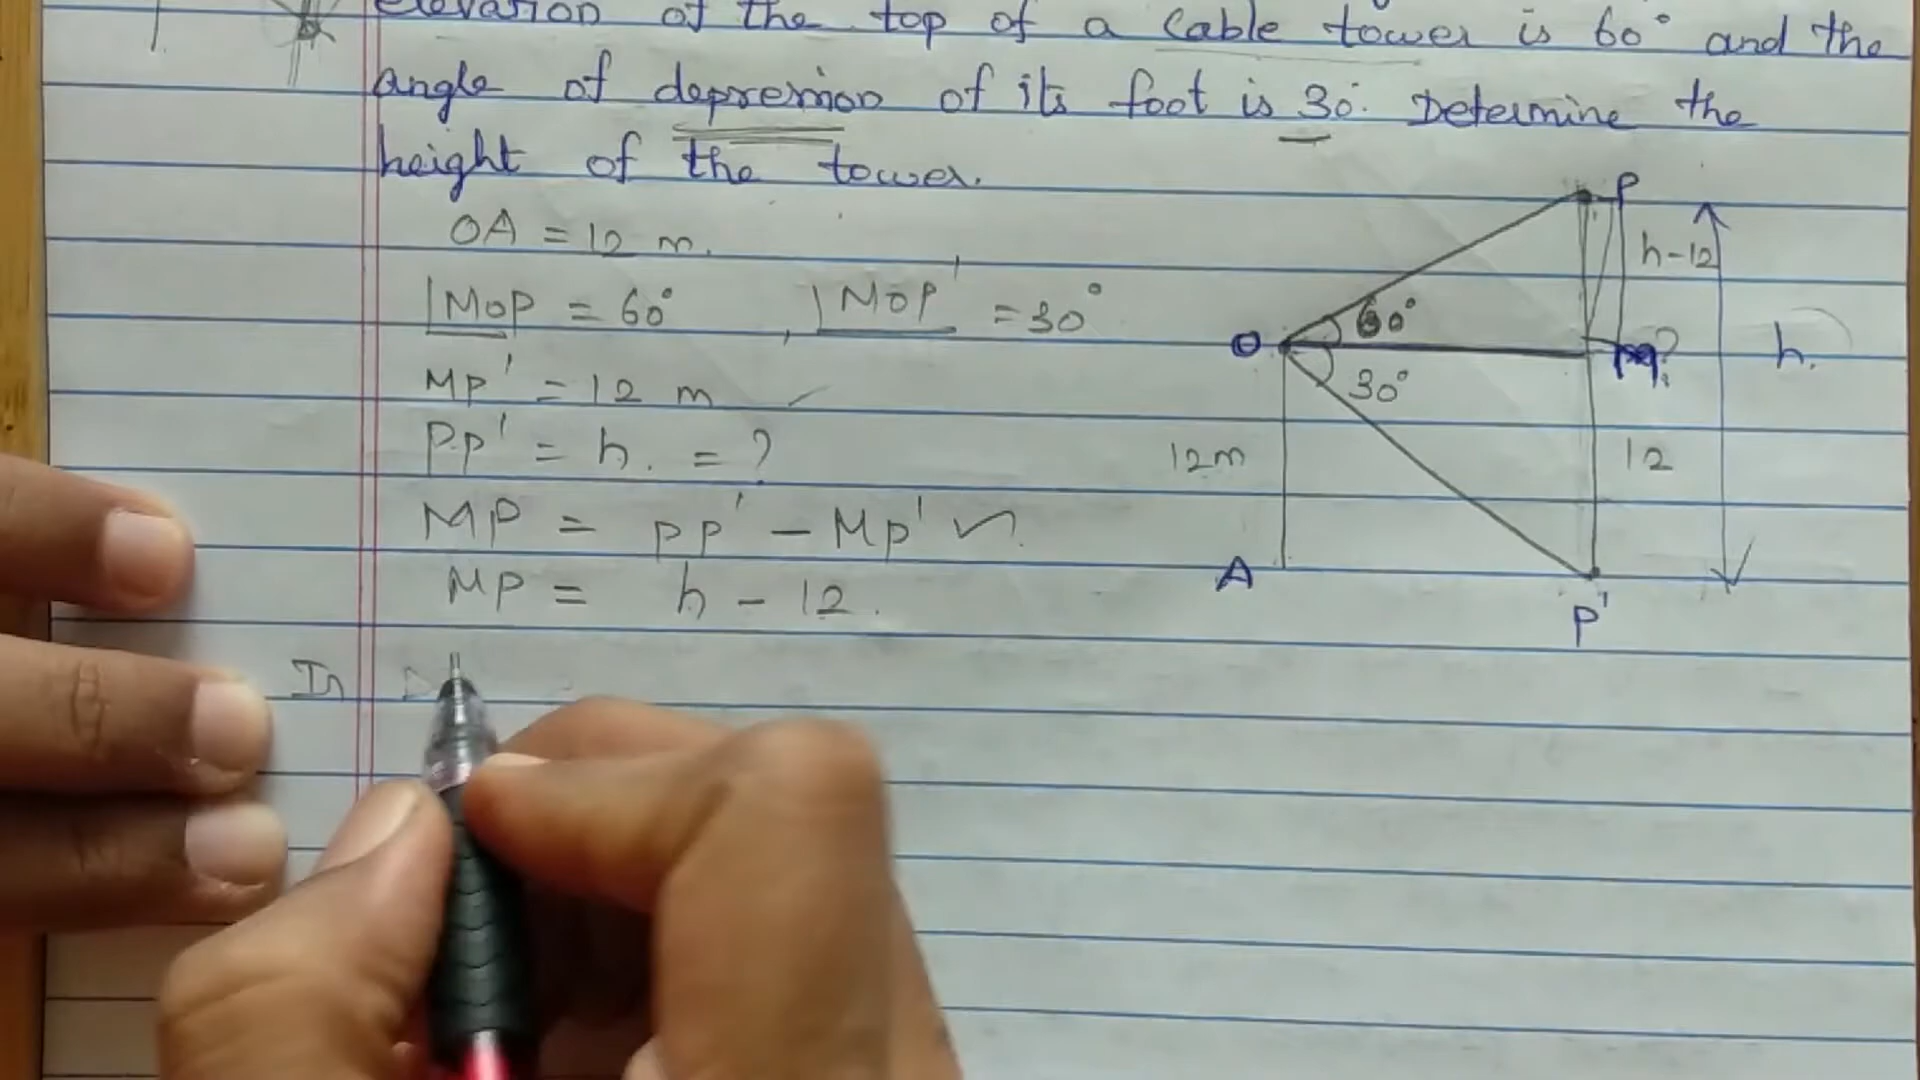 elevation of the top of a Cable tower is 60° and the
angle of depression of its foot is 30°. Determine the
height of the tower.
OA = 12 m.
∠MOP = 60°, ∠MOP' = 30°
MP' = 12 m
PP' = h. = ?
MP = PP' - MP'
MP = h - 12.
In
P
h-12
60°
O
M
?
h.
30°
12m
12
A
P'